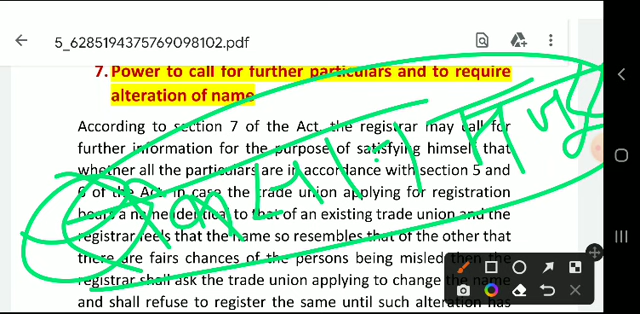 5_6285194375769098102.pdf
7. Power to call for further particulars and to require
alteration of name
According to section 7 of the Act, the registrar may call for
further information for the purpose of satisfying himself that
whether all the particulars are in accordance with section 5 and
6 of the Act. In case the trade union applying for registration
bears a name identical to that of an existing trade union and the
registrar feels that the name so resembles that of the other that
there are fairs chances of the persons being misled then the
registrar shall ask the trade union applying to change the name
and shall refuse to register the same until such alteration has